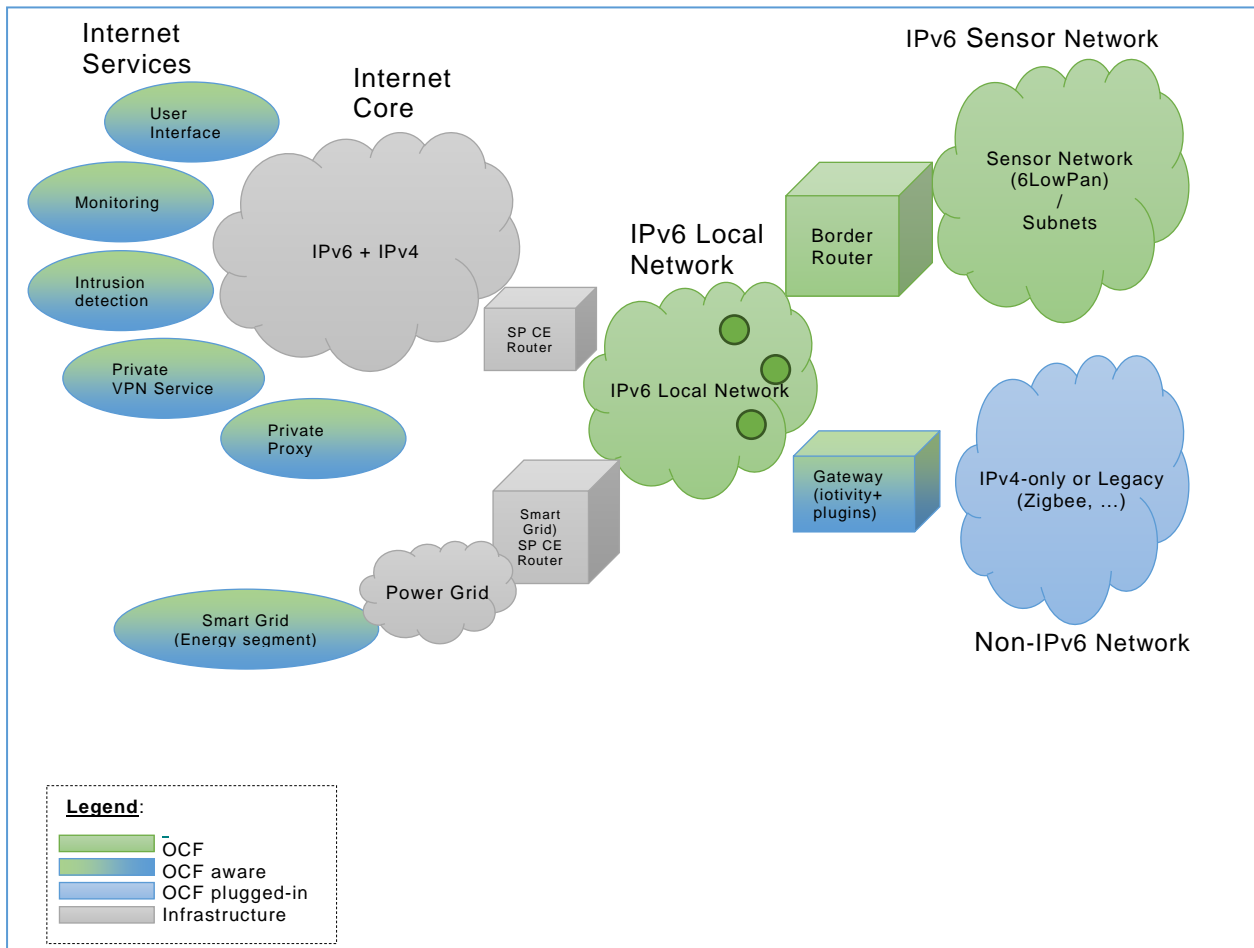 Internet
Services
Internet
Core
IPv6 Sensor Network
User
Interface
Monitoring
Intrusion
detection
Private
VPN Service
Private
Proxy
IPv6 + IPv4
SP CE
Router
IPv6 Local
Network
IPv6 Local Network
Border
Router
Sensor Network
(6LowPan)
/
Subnets
Gateway
(iotivity+
plugins)
IPv4-only or Legacy
(Zigbee, ...)
Non-IPv6 Network
Smart
Grid)
SP CE
Router
Power Grid
Smart Grid
(Energy segment)
Legend:
OCF
OCF aware
OCF plugged-in
Infrastructure